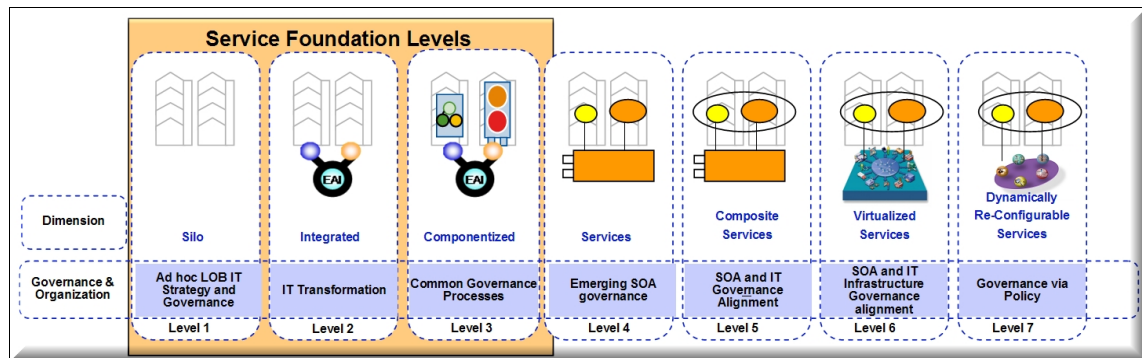 Service Foundation Levels
EAI
EAI
Dimension
Silo
Integrated
Componentized
Services
Composite
Services
Virtualized
Services
Dynamically
Re-Configurable
Services
Governance &
Organization
Ad hoc LOB IT
Strategy and
Governance
IT Transformation
Common Governance
Processes
Emerging SOA
governance
SOA and IT
Governance
Alignment
SOA and IT
Infrastructure
Governance
alignment
Governance via
Policy
Level 1
Level 2
Level 3
Level 4
Level 5
Level 6
Level 7